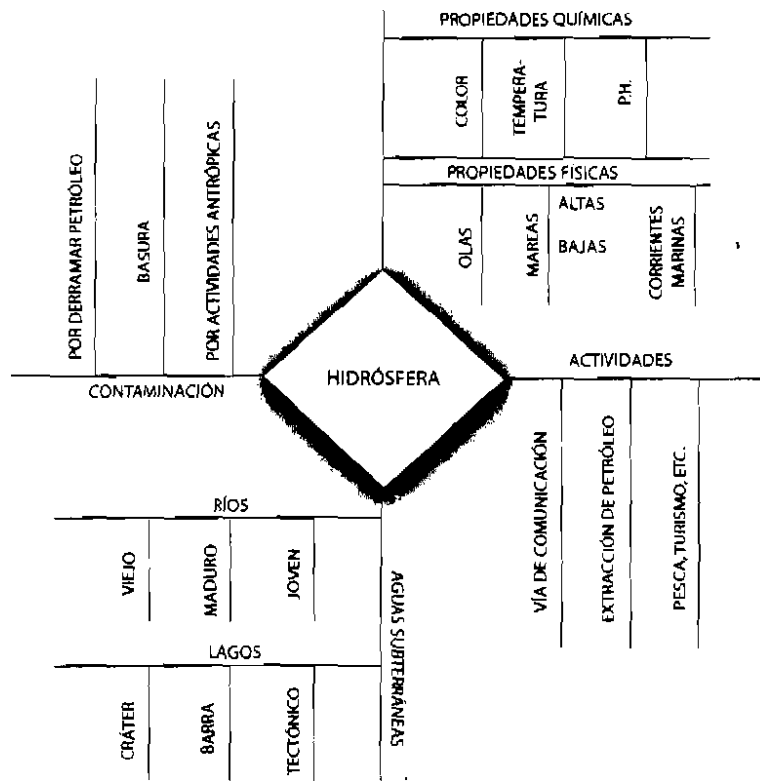 PROPIEDADES QUÍMICAS
COLOR
TEMPERA-
TURA
P.H.
PROPIEDADES FÍSICAS
OLAS
MAREAS
ALTAS
BAJAS
CORRIENTES
MARINAS
POR DERRAMAR PETRÓLEO
BASURA
POR ACTIVIDADES ANTRÓPICAS
CONTAMINACIÓN
HIDRÓSFERA
ACTIVIDADES
VÍA DE COMUNICACIÓN
EXTRACCIÓN DE PETRÓLEO
PESCA, TURISMO, ETC.
RÍOS
VIEJO
MADURO
JOVEN
AGUAS SUBTERRÁNEAS
LAGOS
CRÁTER
BARRA
TECTÓNICO